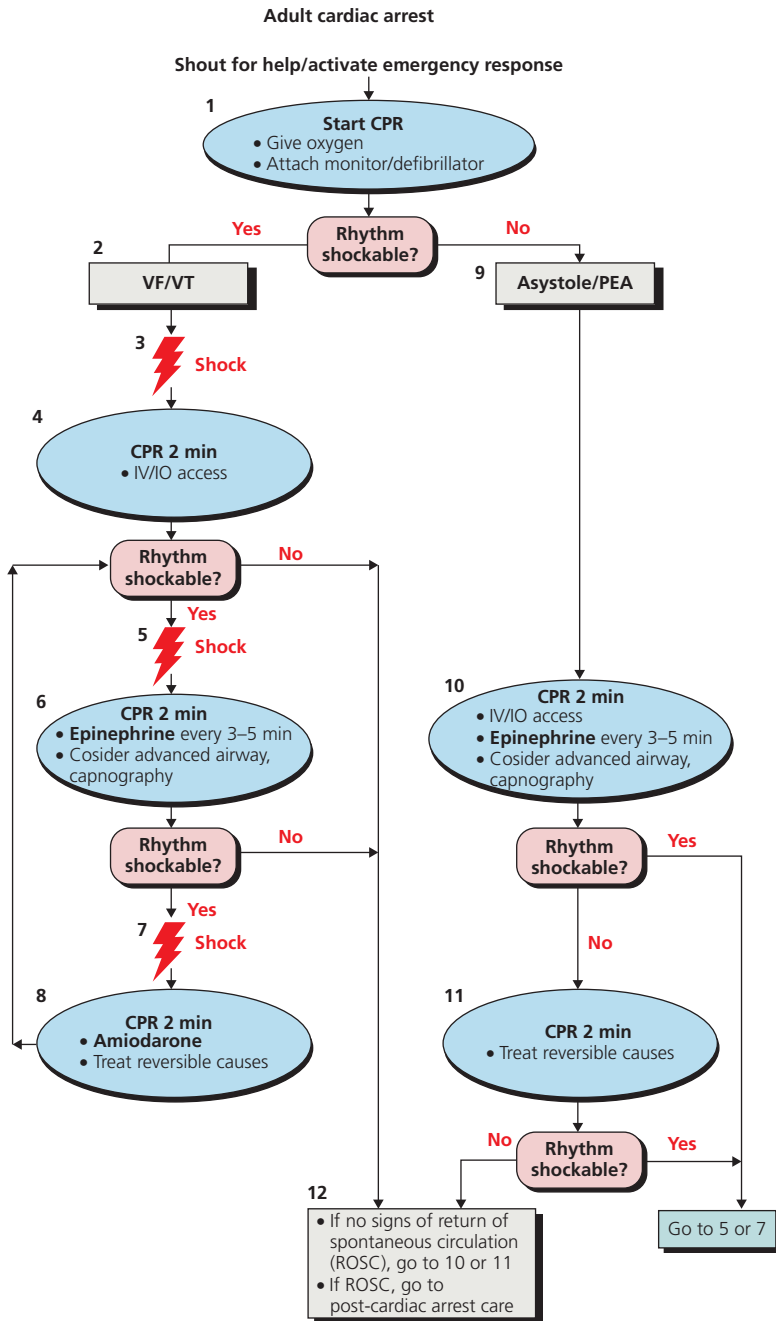 Adult cardiac arrest
Shout for help/activate emergency response
1
Start CPR
• Give oxygen
• Attach monitor/defibrillator
Rhythm
shockable?
Yes
No
2
VF/VT
9
Asystole/PEA
3
Shock
4
CPR 2 min
• IV/IO access
Rhythm
shockable?
No
Yes
5
Shock
6
CPR 2 min
• Epinephrine every 3–5 min
• Cosider advanced airway,
capnography
Rhythm
shockable?
No
Yes
7
Shock
8
CPR 2 min
• Amiodarone
• Treat reversible causes
10
CPR 2 min
• IV/IO access
• Epinephrine every 3–5 min
• Cosider advanced airway,
capnography
Rhythm
shockable?
Yes
No
11
CPR 2 min
• Treat reversible causes
Rhythm
shockable?
No
Yes
12
• If no signs of return of
spontaneous circulation
(ROSC), go to 10 or 11
• If ROSC, go to
post-cardiac arrest care
Go to 5 or 7